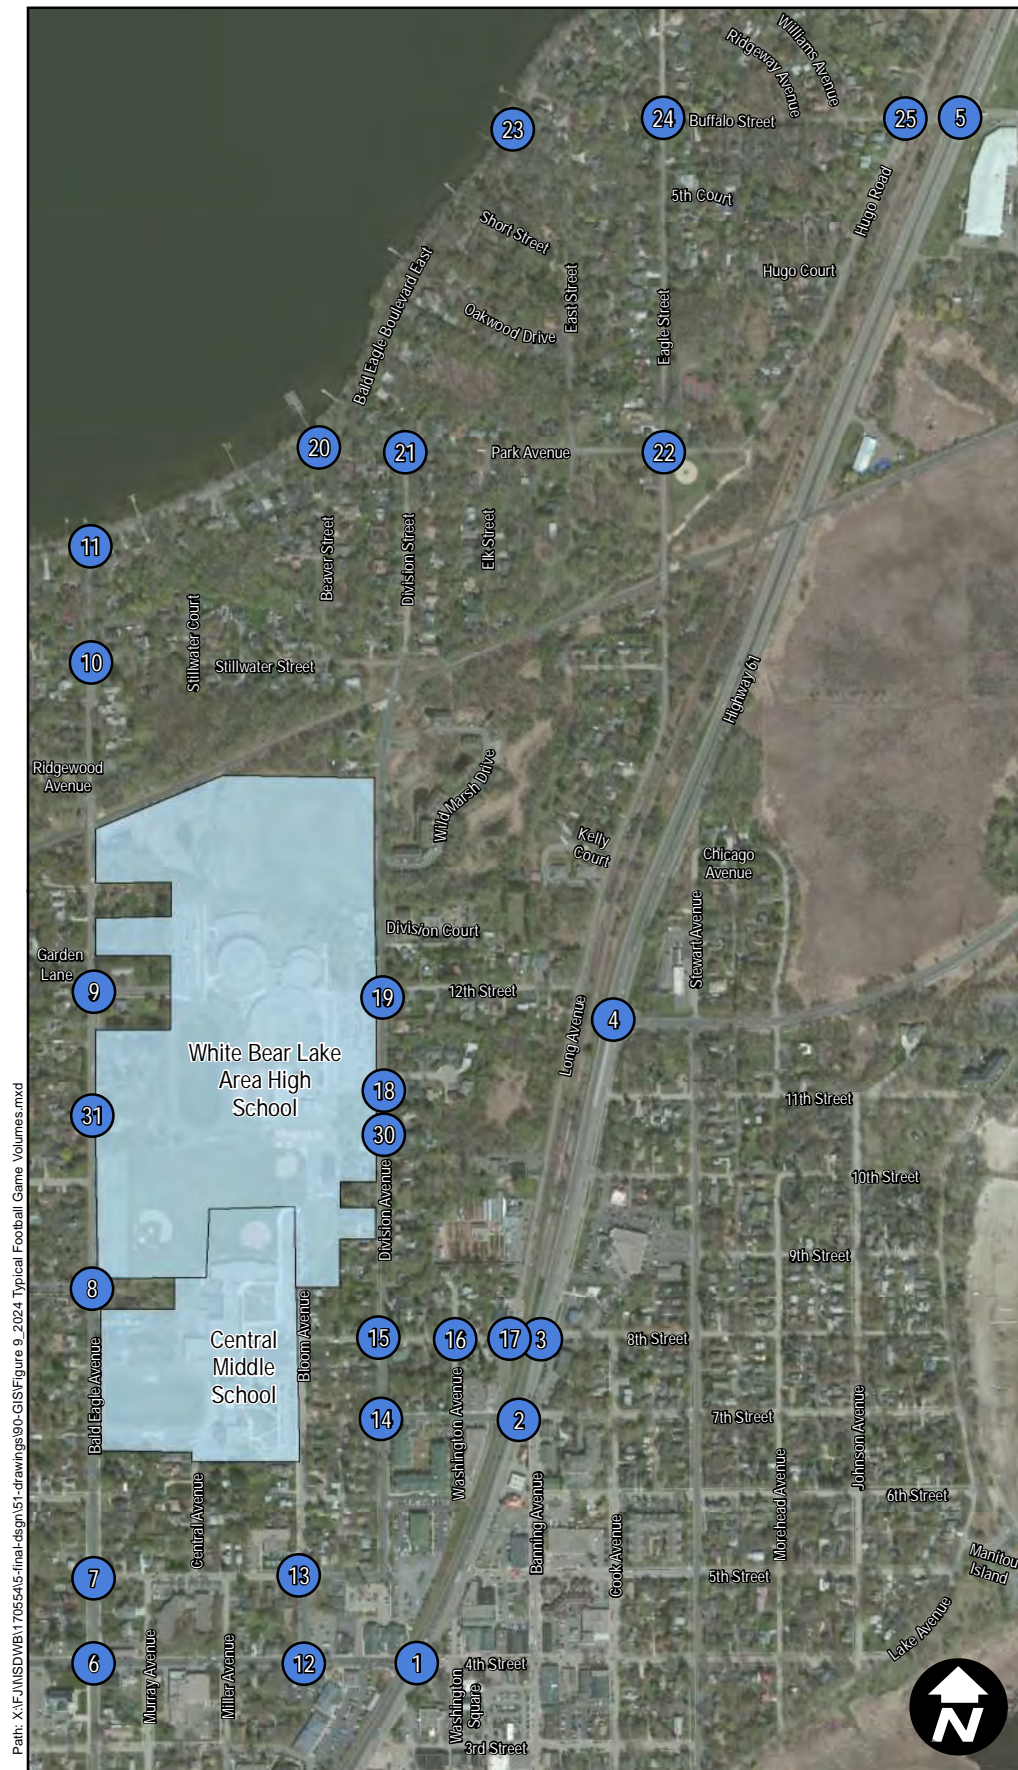 Williams Avenue
Ridgeway Avenue
23
24
Buffalo Street
25
5
5th Court
Hugo Road
Short Street
Hugo Court
East Street
Bald Eagle Boulevard East
Oakwood Drive
Eagle Street
20
21
Park Avenue
22
11
Beaver Street
Division Street
Elk Street
Stillwater Court
10
Stillwater Street
Highway 61
Ridgewood
Avenue
Wild Marsh Drive
Kelly
Court
Chicago
Avenue
Stewart Avenue
Division Court
Garden
Lane
9
19
12th Street
Long Avenue
4
White Bear Lake
Area High
School
18
31
30
11th Street
Division Avenue
10th Street
9th Street
8
Bloom Avenue
15
16
17
3
8th Street
Central
Middle
School
Bald Eagle Avenue
14
Washington Avenue
2
7th Street
Johnson Avenue
Morehead Avenue
6th Street
Central Avenue
Banning Avenue
Cook Avenue
7
13
5th Street
Manitou
Island
Lake Avenue
6
Murray Avenue
Miller Avenue
12
1
4th Street
Washington
Square
3rd Street
N
Path: X:\FJ\I\ISDWB\170554\5-final-dsgn\51-drawings\90-GIS\Figure 9_2024 Typical Football Game Volumes.mxd